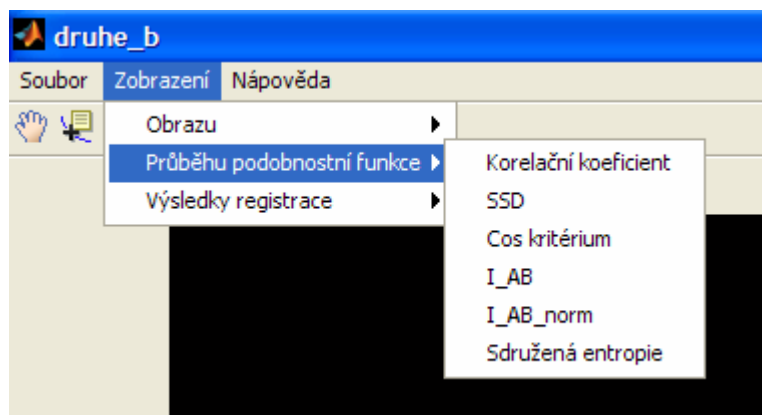 druhe_b
Soubor Zobrazení Nápověda
Obrazu
Průběhu podobnostní funkce
Výsledky registrace
Korelační koeficient
SSD
Cos kritérium
I_AB
I_AB_norm
Sdružená entropie